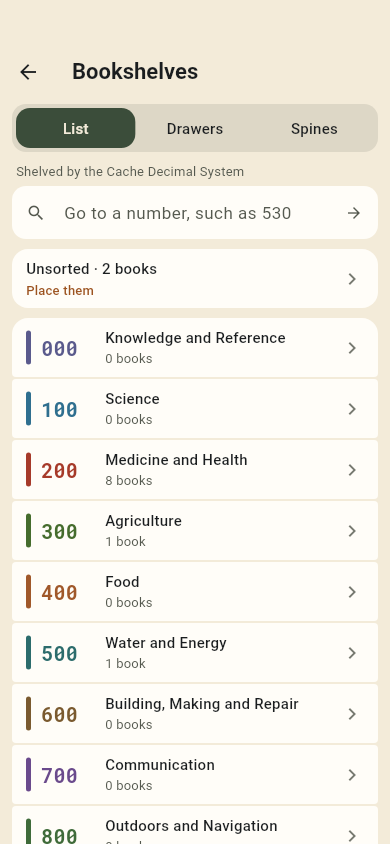 Bookshelves
List Drawers Spines
Shelved by the Cache Decimal System
Go to a number, such as 530
Unsorted · 2 books
Place them
000 Knowledge and Reference
0 books
100 Science
0 books
200 Medicine and Health
8 books
300 Agriculture
1 book
400 Food
0 books
500 Water and Energy
1 book
600 Building, Making and Repair
0 books
700 Communication
0 books
800 Outdoors and Navigation